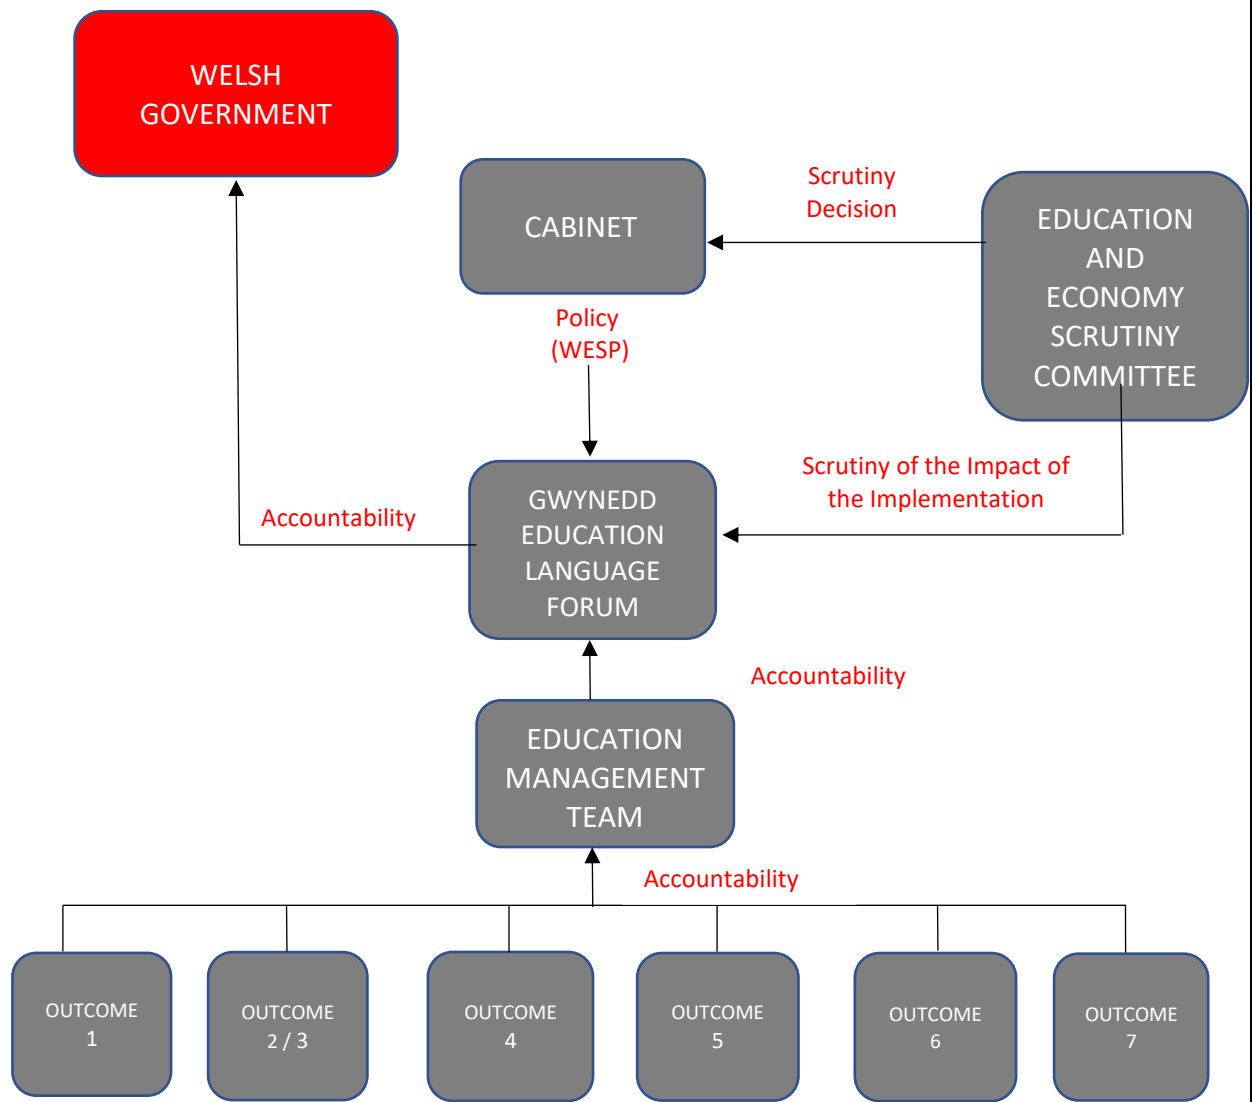 WELSH
GOVERNMENT
CABINET
Scrutiny
Decision
EDUCATION
AND
ECONOMY
SCRUTINY
COMMITTEE
Policy
(WESP)
Scrutiny of the Impact of
the Implementation
Accountability
GWYNEDD
EDUCATION
LANGUAGE
FORUM
Accountability
EDUCATION
MANAGEMENT
TEAM
Accountability
OUTCOME
1
OUTCOME
2 / 3
OUTCOME
4
OUTCOME
5
OUTCOME
6
OUTCOME
7